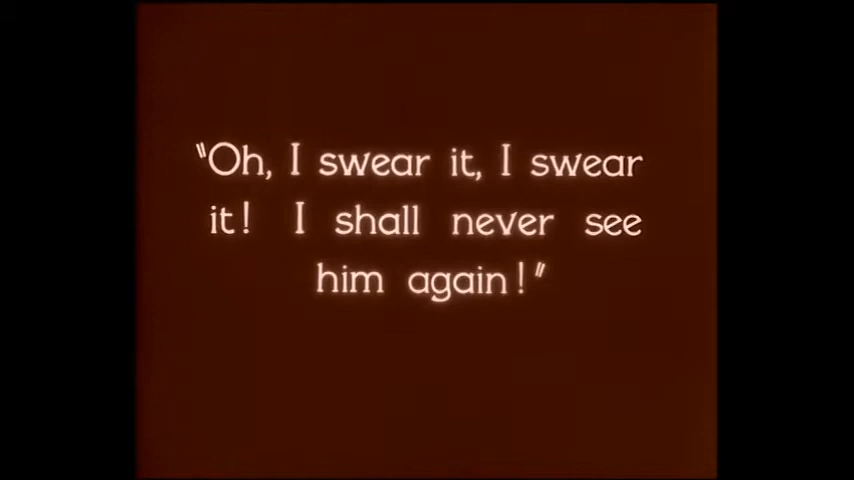 "Oh, I swear it, I swear
it! I shall never see
him again!"